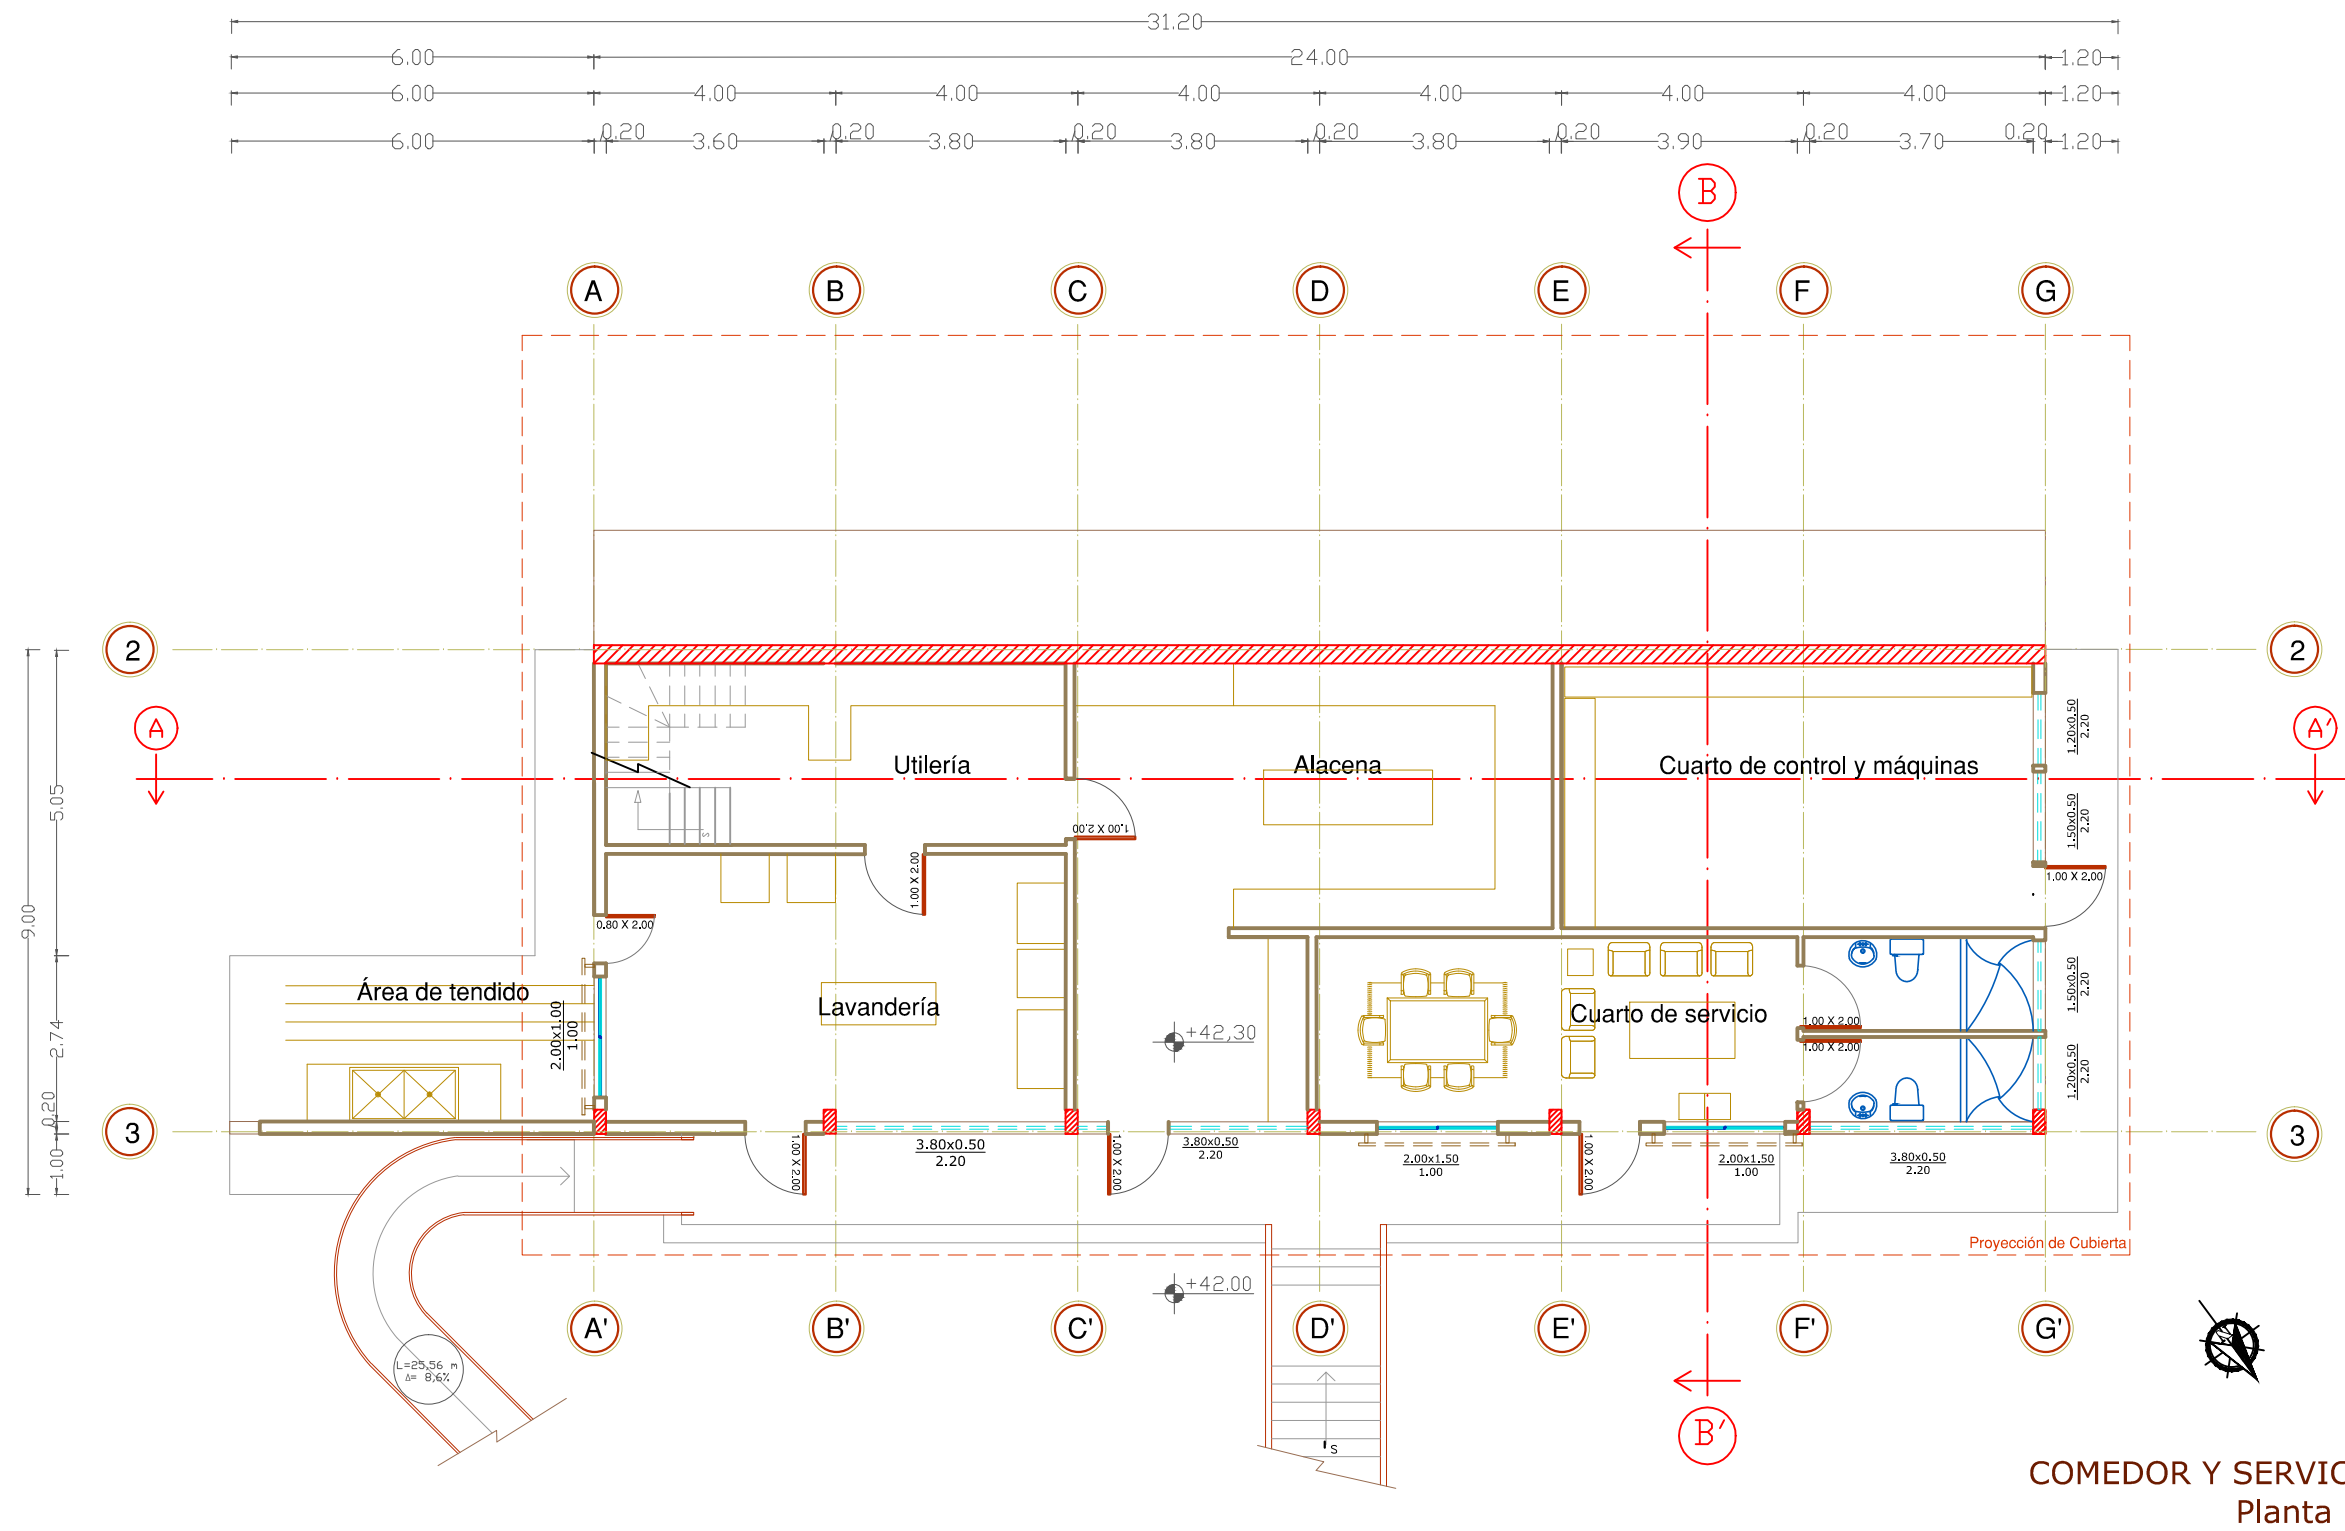 31.20
6.00 24.00 1.20
6.00 4.00 4.00 4.00 4.00 4.00 4.00 1.20
6.00 0.20 3.60 0.20 3.80 0.20 3.80 0.20 3.80 0.20 3.90 0.20 3.70 0.20 1.20
B
A B C D E F G
2 2
A A'
1.20x0.50
2.20
Utilería Alacena Cuarto de control y máquinas
5.05
1.50x0.50
2.20
1.00 X 2.00
S
1.00 X 2.00
1.00 X 2.00
9.00
0.80 X 2.00
Área de tendido
Lavandería
Cuarto de servicio
1.50x0.50
2.20
2.00x1.00
1.00
1.00 X 2.00
1.00 X 2.00
+42,30
2.74
1.20x0.50
2.20
0.20
3 3
1.00
1.00 X 2.00
3.80x0.50
2.20
1.00 X 2.00
3.80x0.50
2.20
2.00x1.50
1.00
1.00 X 2.00
2.00x1.50
1.00
3.80x0.50
2.20
Proyección de Cubierta
+42.00
A' B' C' D' E' F' G'
L=25,56 m
Δ= 8,6%
B'
S
COMEDOR Y SERVIC
Planta